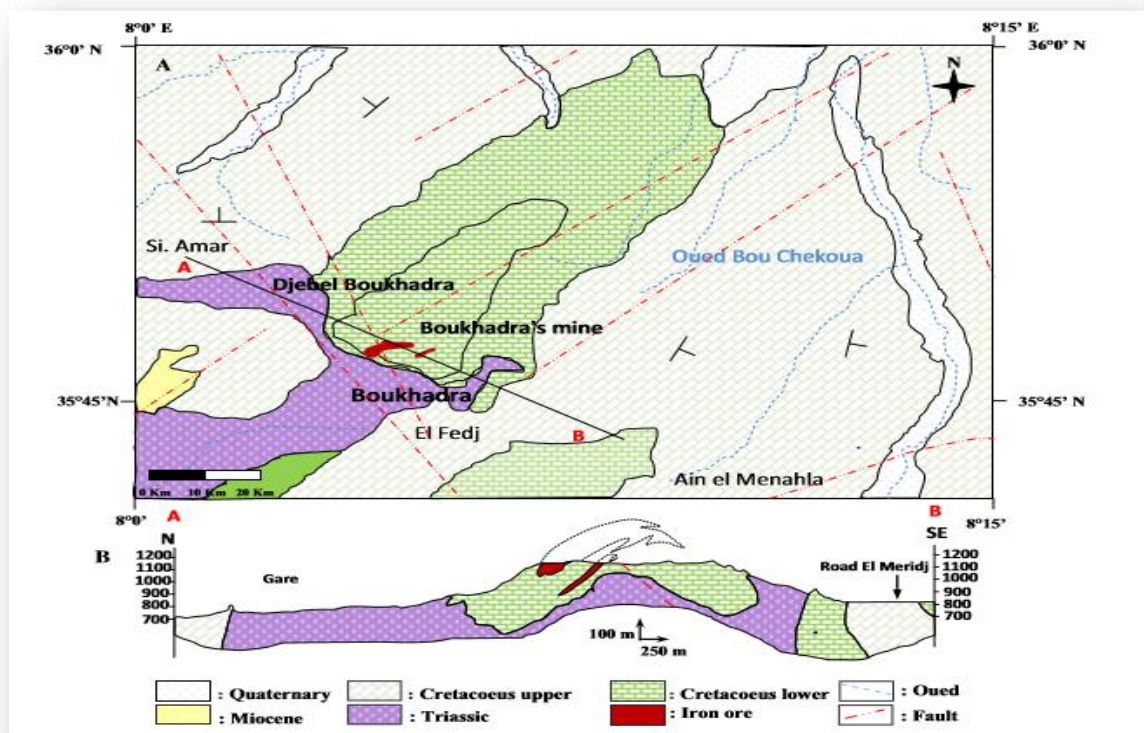 8°0' E
8°15' E
36°0' N
36°0' N
A
N
Si. Amar
A
Oued Bou Chekoua
Djebel Boukhadra
Boukhadra's mine
Boukhadra
35°45'N
35°45' N
El Fedj
B
Ain el Menahla
0 Km 10 Km 20 Km
8°0'
A
B
8°15'
B
N
SE
1200
1100
1000
900
800
700
Gare
Road El Meridj
1200
1100
1000
900
800
700
100 m
250 m
: Quaternary
: Cretacoeus upper
: Cretacoeus lower
: Oued
: Miocene
: Triassic
: Iron ore
: Fault